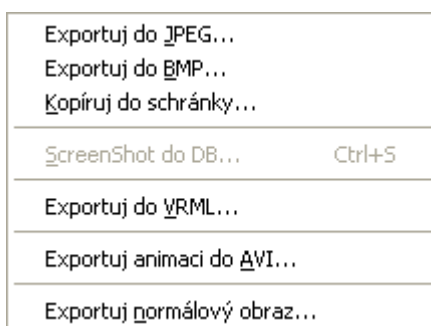 Exportuj do JPEG...
Exportuj do BMP...
Kopíruj do schránky...
ScreenShot do DB... Ctrl+S
Exportuj do VRML...
Exportuj animaci do AVI...
Exportuj normálový obraz...